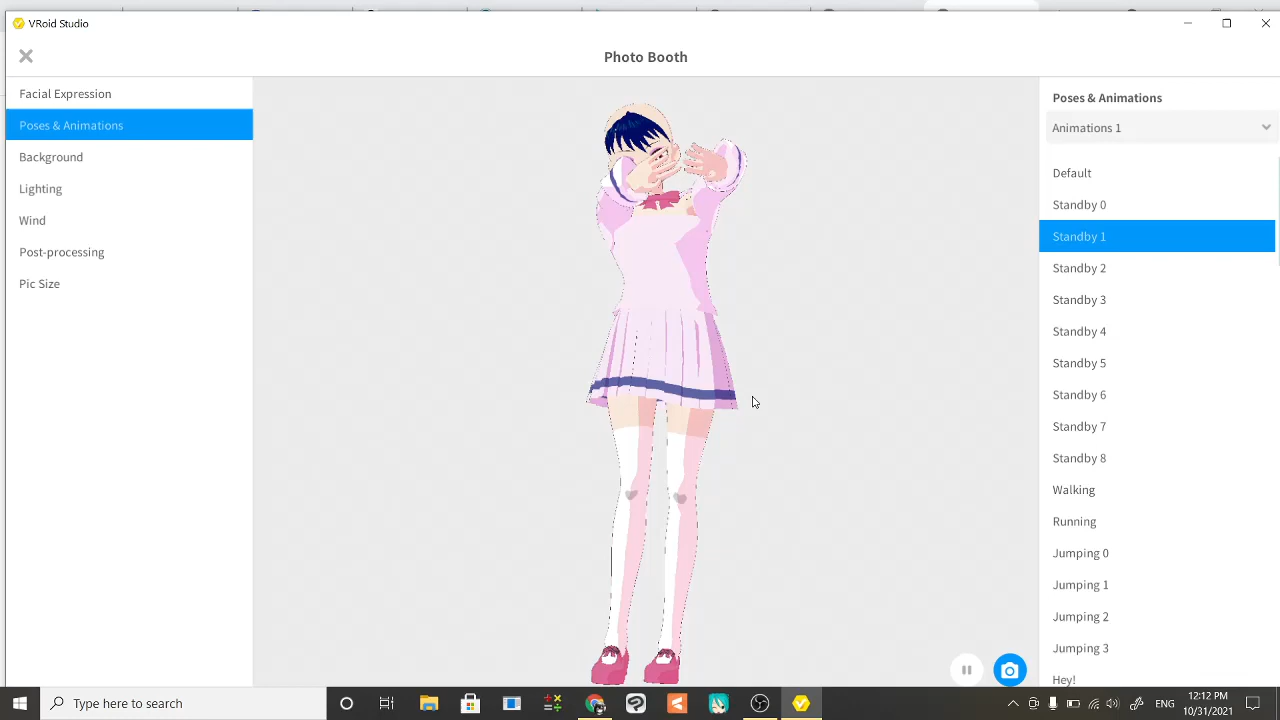 VRoid Studio
Photo Booth
Facial Expression
Poses & Animations
Background
Lighting
Wind
Post-processing
Pic Size
Poses & Animations
Animations 1
Default
Standby 0
Standby 1
Standby 2
Standby 3
Standby 4
Standby 5
Standby 6
Standby 7
Standby 8
Walking
Running
Jumping 0
Jumping 1
Jumping 2
Jumping 3
Hey!
Type here to search
ENG
12:12 PM
10/31/2021